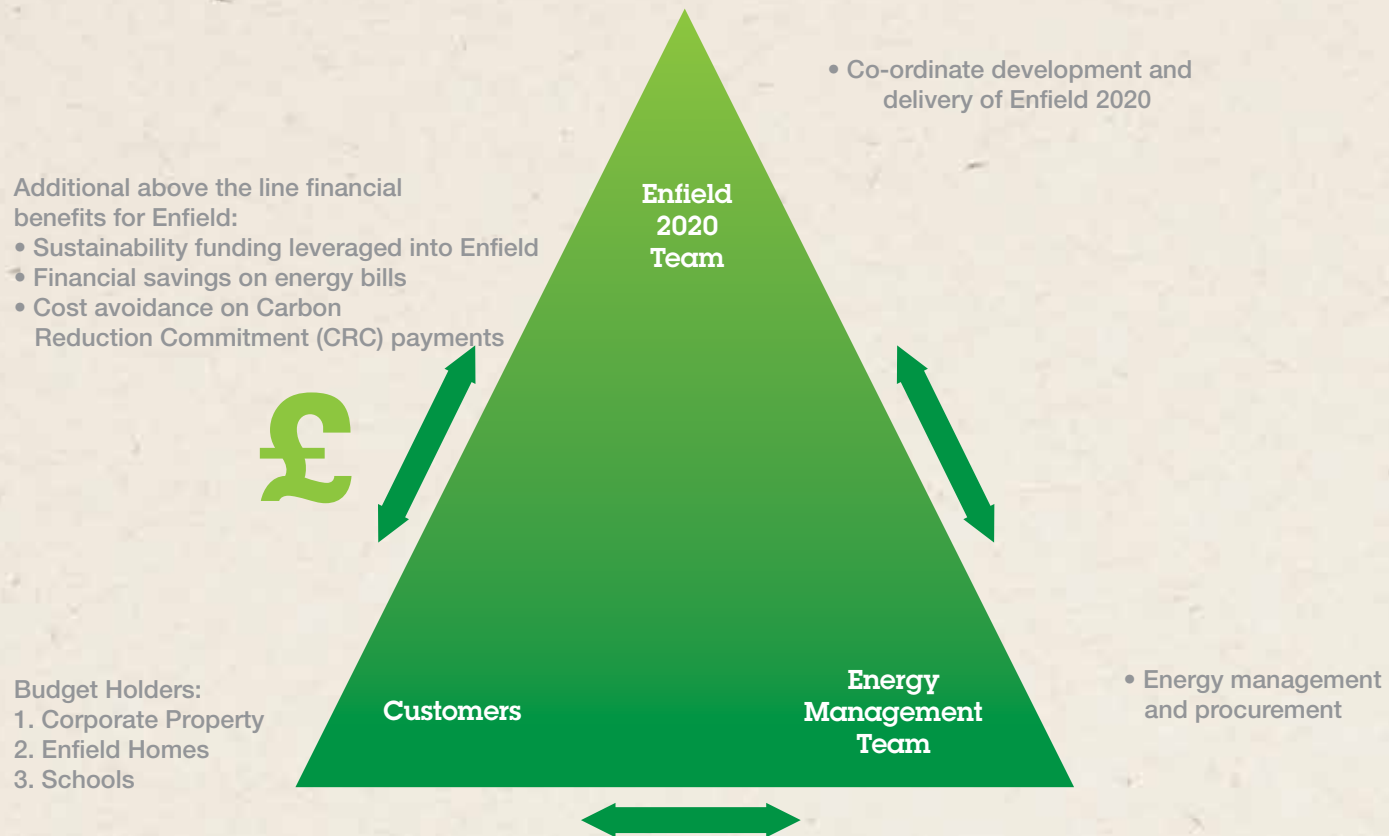 • Co-ordinate development and
delivery of Enfield 2020
Additional above the line financial
benefits for Enfield:
• Sustainability funding leveraged into Enfield
• Financial savings on energy bills
• Cost avoidance on Carbon
Reduction Commitment (CRC) payments
Enfield
2020
Team
£
Budget Holders:
1. Corporate Property
2. Enfield Homes
3. Schools
Customers
Energy
Management
Team
• Energy management
and procurement